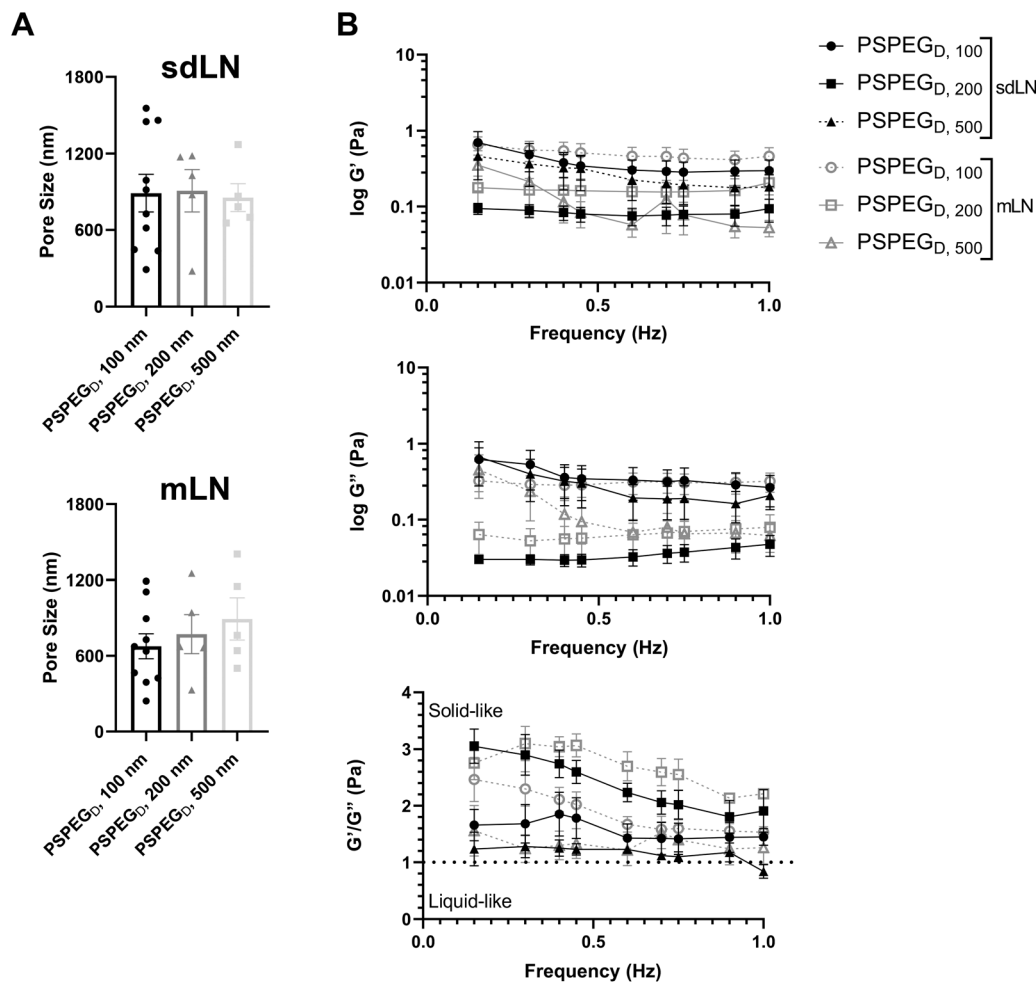 A
sdLN
Pore Size (nm)
1800
1200
600
0
PSPEGD, 100 nm
PSPEGD, 200 nm
PSPEGD, 500 nm
mLN
Pore Size (nm)
1800
1200
600
0
PSPEGD, 100 nm
PSPEGD, 200 nm
PSPEGD, 500 nm
B
log G' (Pa)
10
1
0.1
0.01
0.0 0.5 1.0
Frequency (Hz)
PSPEGD, 100
PSPEGD, 200
PSPEGD, 500
sdLN
PSPEGD, 100
PSPEGD, 200
PSPEGD, 500
mLN
log G'' (Pa)
10
1
0.1
0.01
0.0 0.5 1.0
Frequency (Hz)
G'/G'' (Pa)
4
3
2
1
0
Solid-like
Liquid-like
0.0 0.5 1.0
Frequency (Hz)